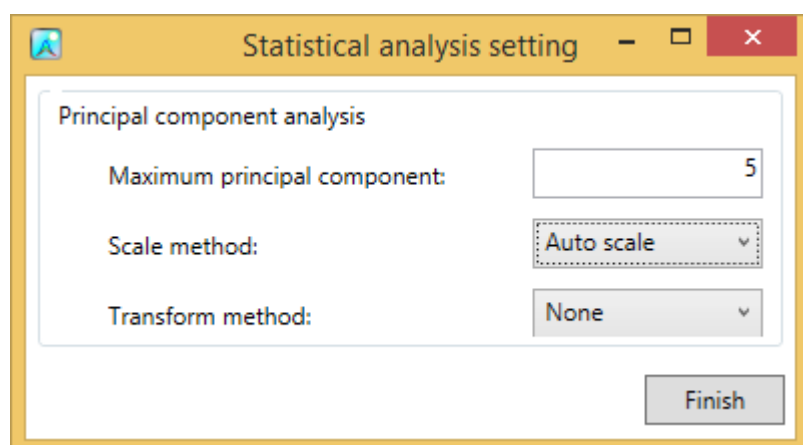 Statistical analysis setting
Principal component analysis
Maximum principal component: 5
Scale method: Auto scale
Transform method: None
Finish